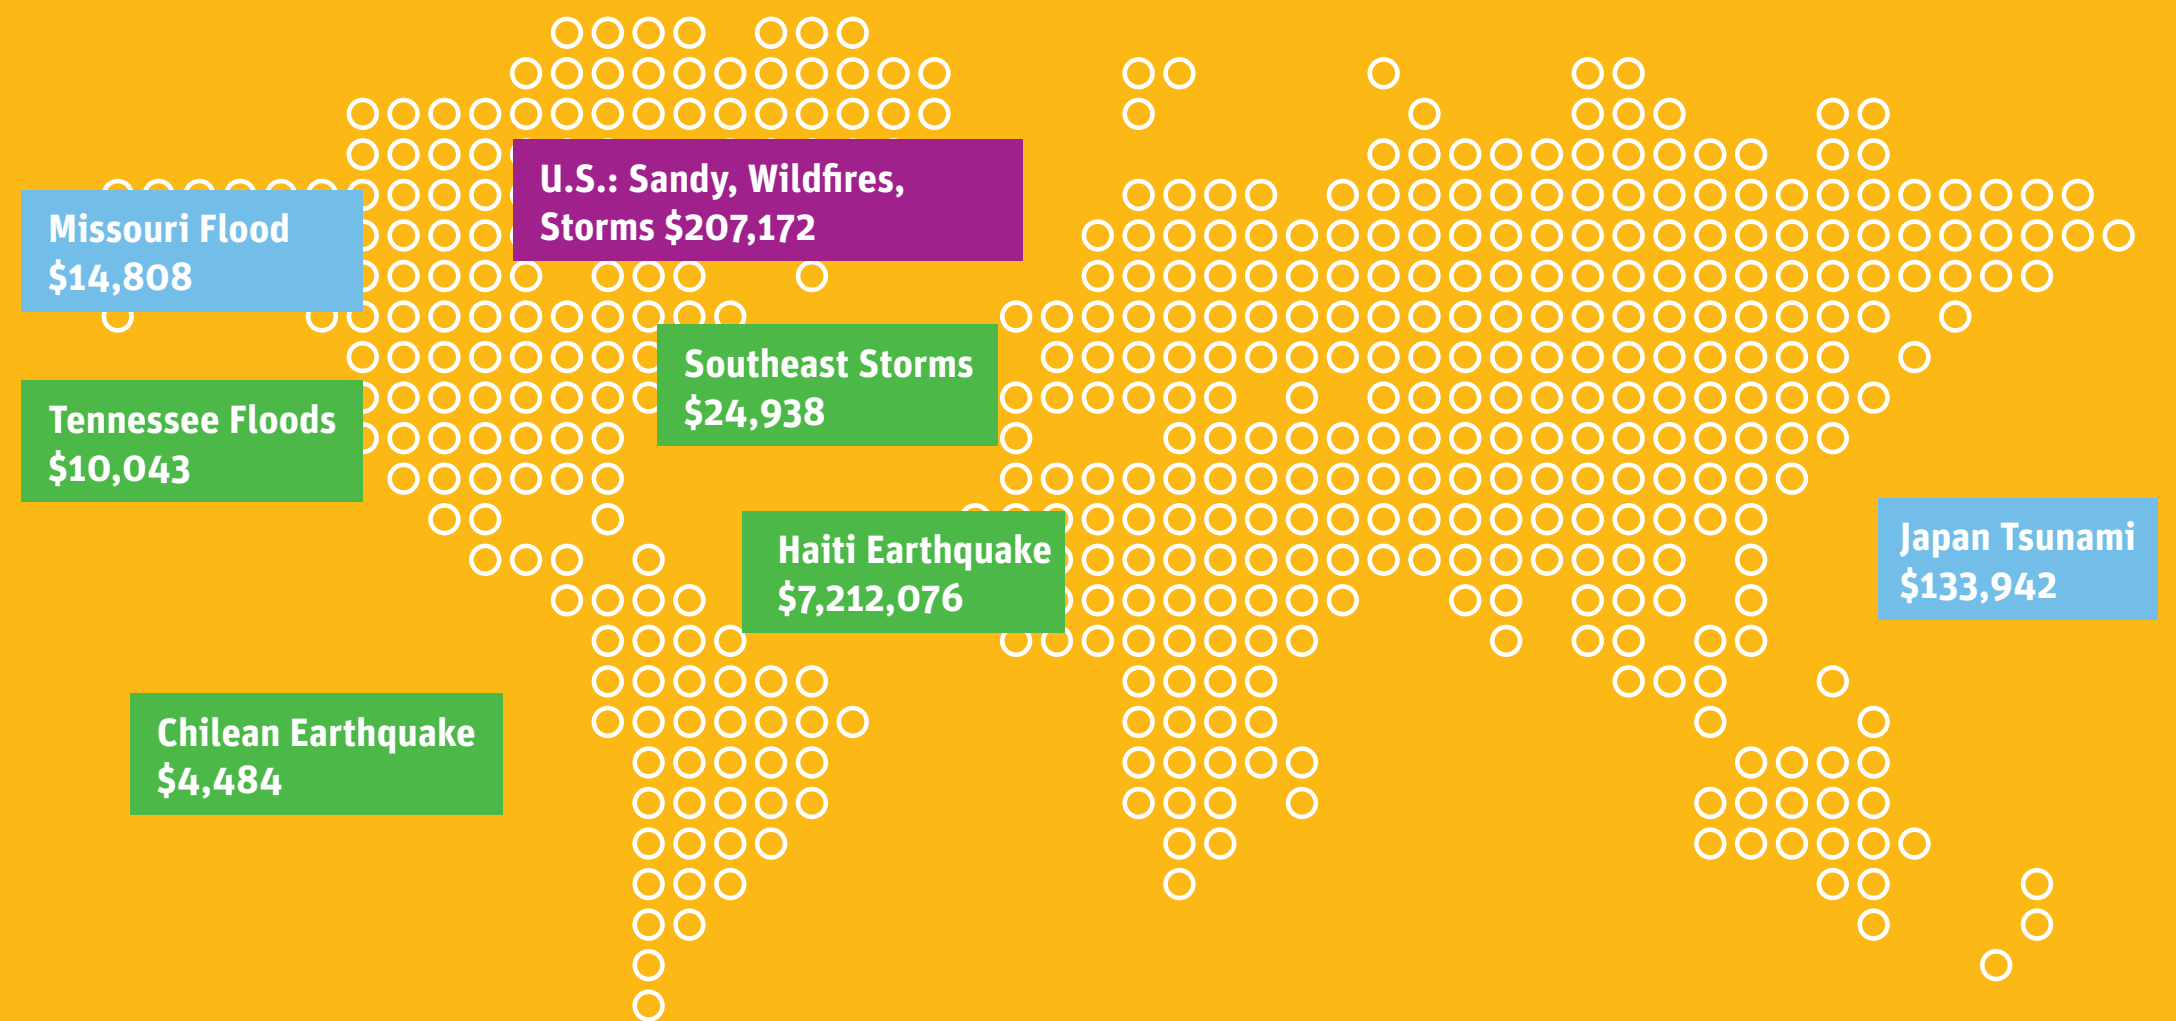 U.S.: Sandy, Wildfires,
Storms $207,172
Missouri Flood
$14,808
Southeast Storms
$24,938
Tennessee Floods
$10,043
Haiti Earthquake
$7,212,076
Japan Tsunami
$133,942
Chilean Earthquake
$4,484